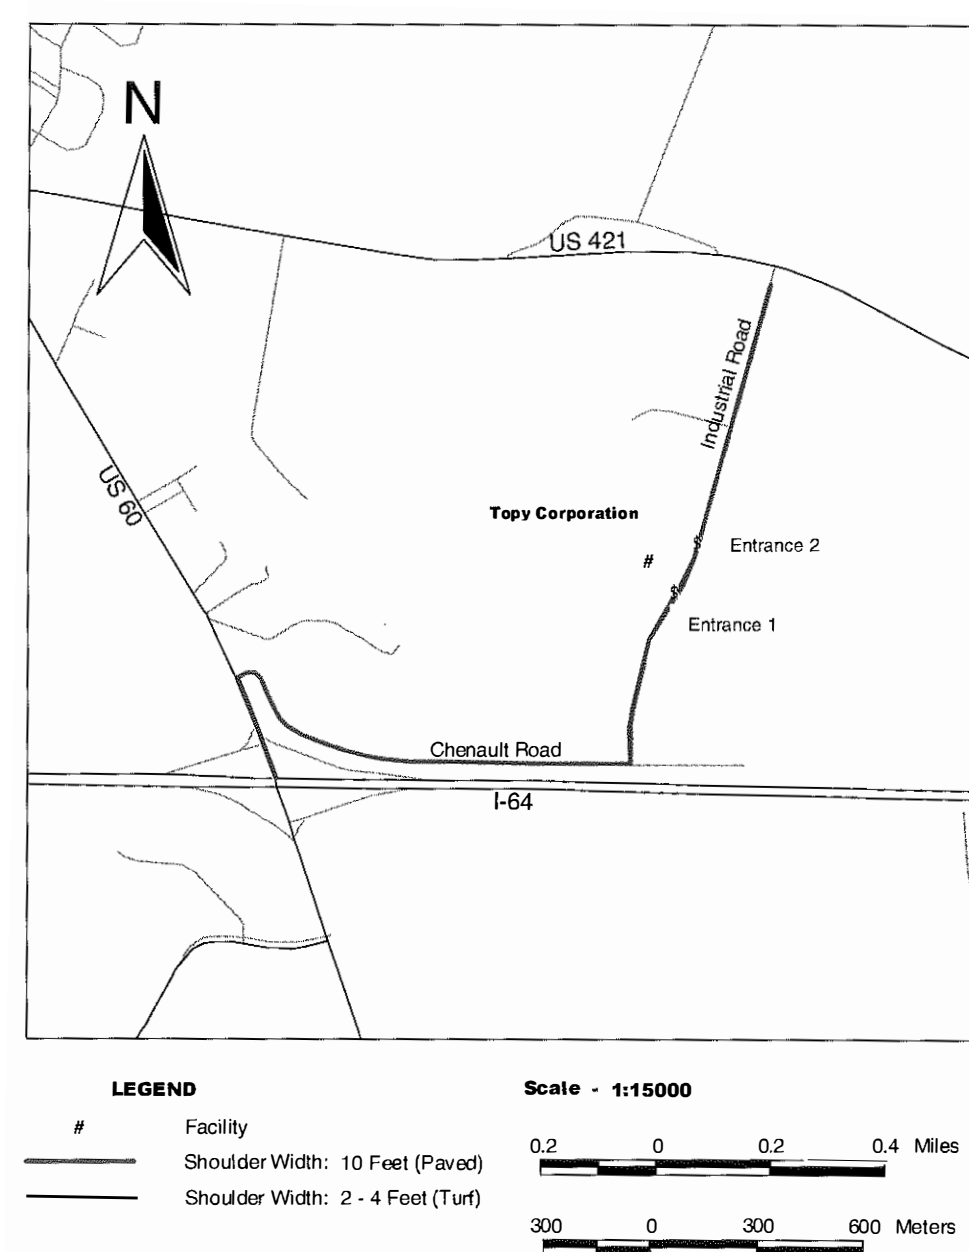 N
US 421
Industrial Road
US 60
Topy Corporation
#
Entrance 2
$
$
Entrance 1
Chenault Road
I-64
LEGEND
# Facility
Shoulder Width: 10 Feet (Paved)
Shoulder Width: 2 - 4 Feet (Turf)
Scale - 1:15000
0.2 0 0.2 0.4 Miles
300 0 300 600 Meters